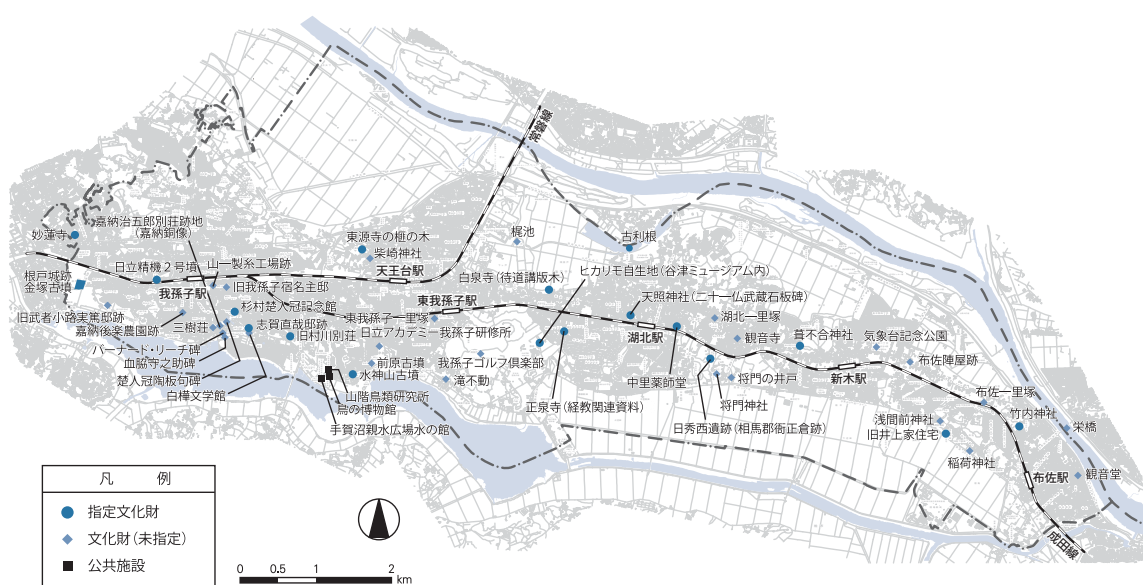 常磐線
嘉納治五郎別荘跡地
(嘉納銅像)
妙蓮寺
東源寺の榧の木
柴崎神社
梶池
古利根
根戸城跡
金塚古墳
日立精機2号墳
山一製糸工場跡
天王台駅
白泉寺(待道講版木)
ヒカリモ自生地(谷津ミュージアム内)
我孫子駅
旧我孫子宿名主邸
東我孫子駅
天照神社(二十一仏武蔵石板碑)
旧武者小路実篤邸跡
杉村楚人冠記念館
東我孫子一里塚
湖北一里塚
嘉納後楽農園跡
三樹荘
志賀直哉邸跡
旧村川別荘
日立アカデミー我孫子研修所
湖北駅
観音寺
葺不合神社
気象台記念公園
バーナード・リーチ碑
血脇守之助碑
前原古墳
我孫子ゴルフ倶楽部
布佐陣屋跡
楚人冠陶板句碑
水神山古墳
滝不動
中里薬師堂
将門の井戸
新木駅
白樺文学館
山階鳥類研究所
鳥の博物館
正泉寺(経教関連資料)
将門神社
布佐一里塚
手賀沼親水広場水の館
日秀西遺跡(相馬郡衙正倉跡)
浅間前神社
竹内神社
旧井上家住宅
栄橋
稲荷神社
布佐駅
観音堂
成田線
凡 例
指定文化財
文化財(未指定)
公共施設
0 0.5 1 2
km